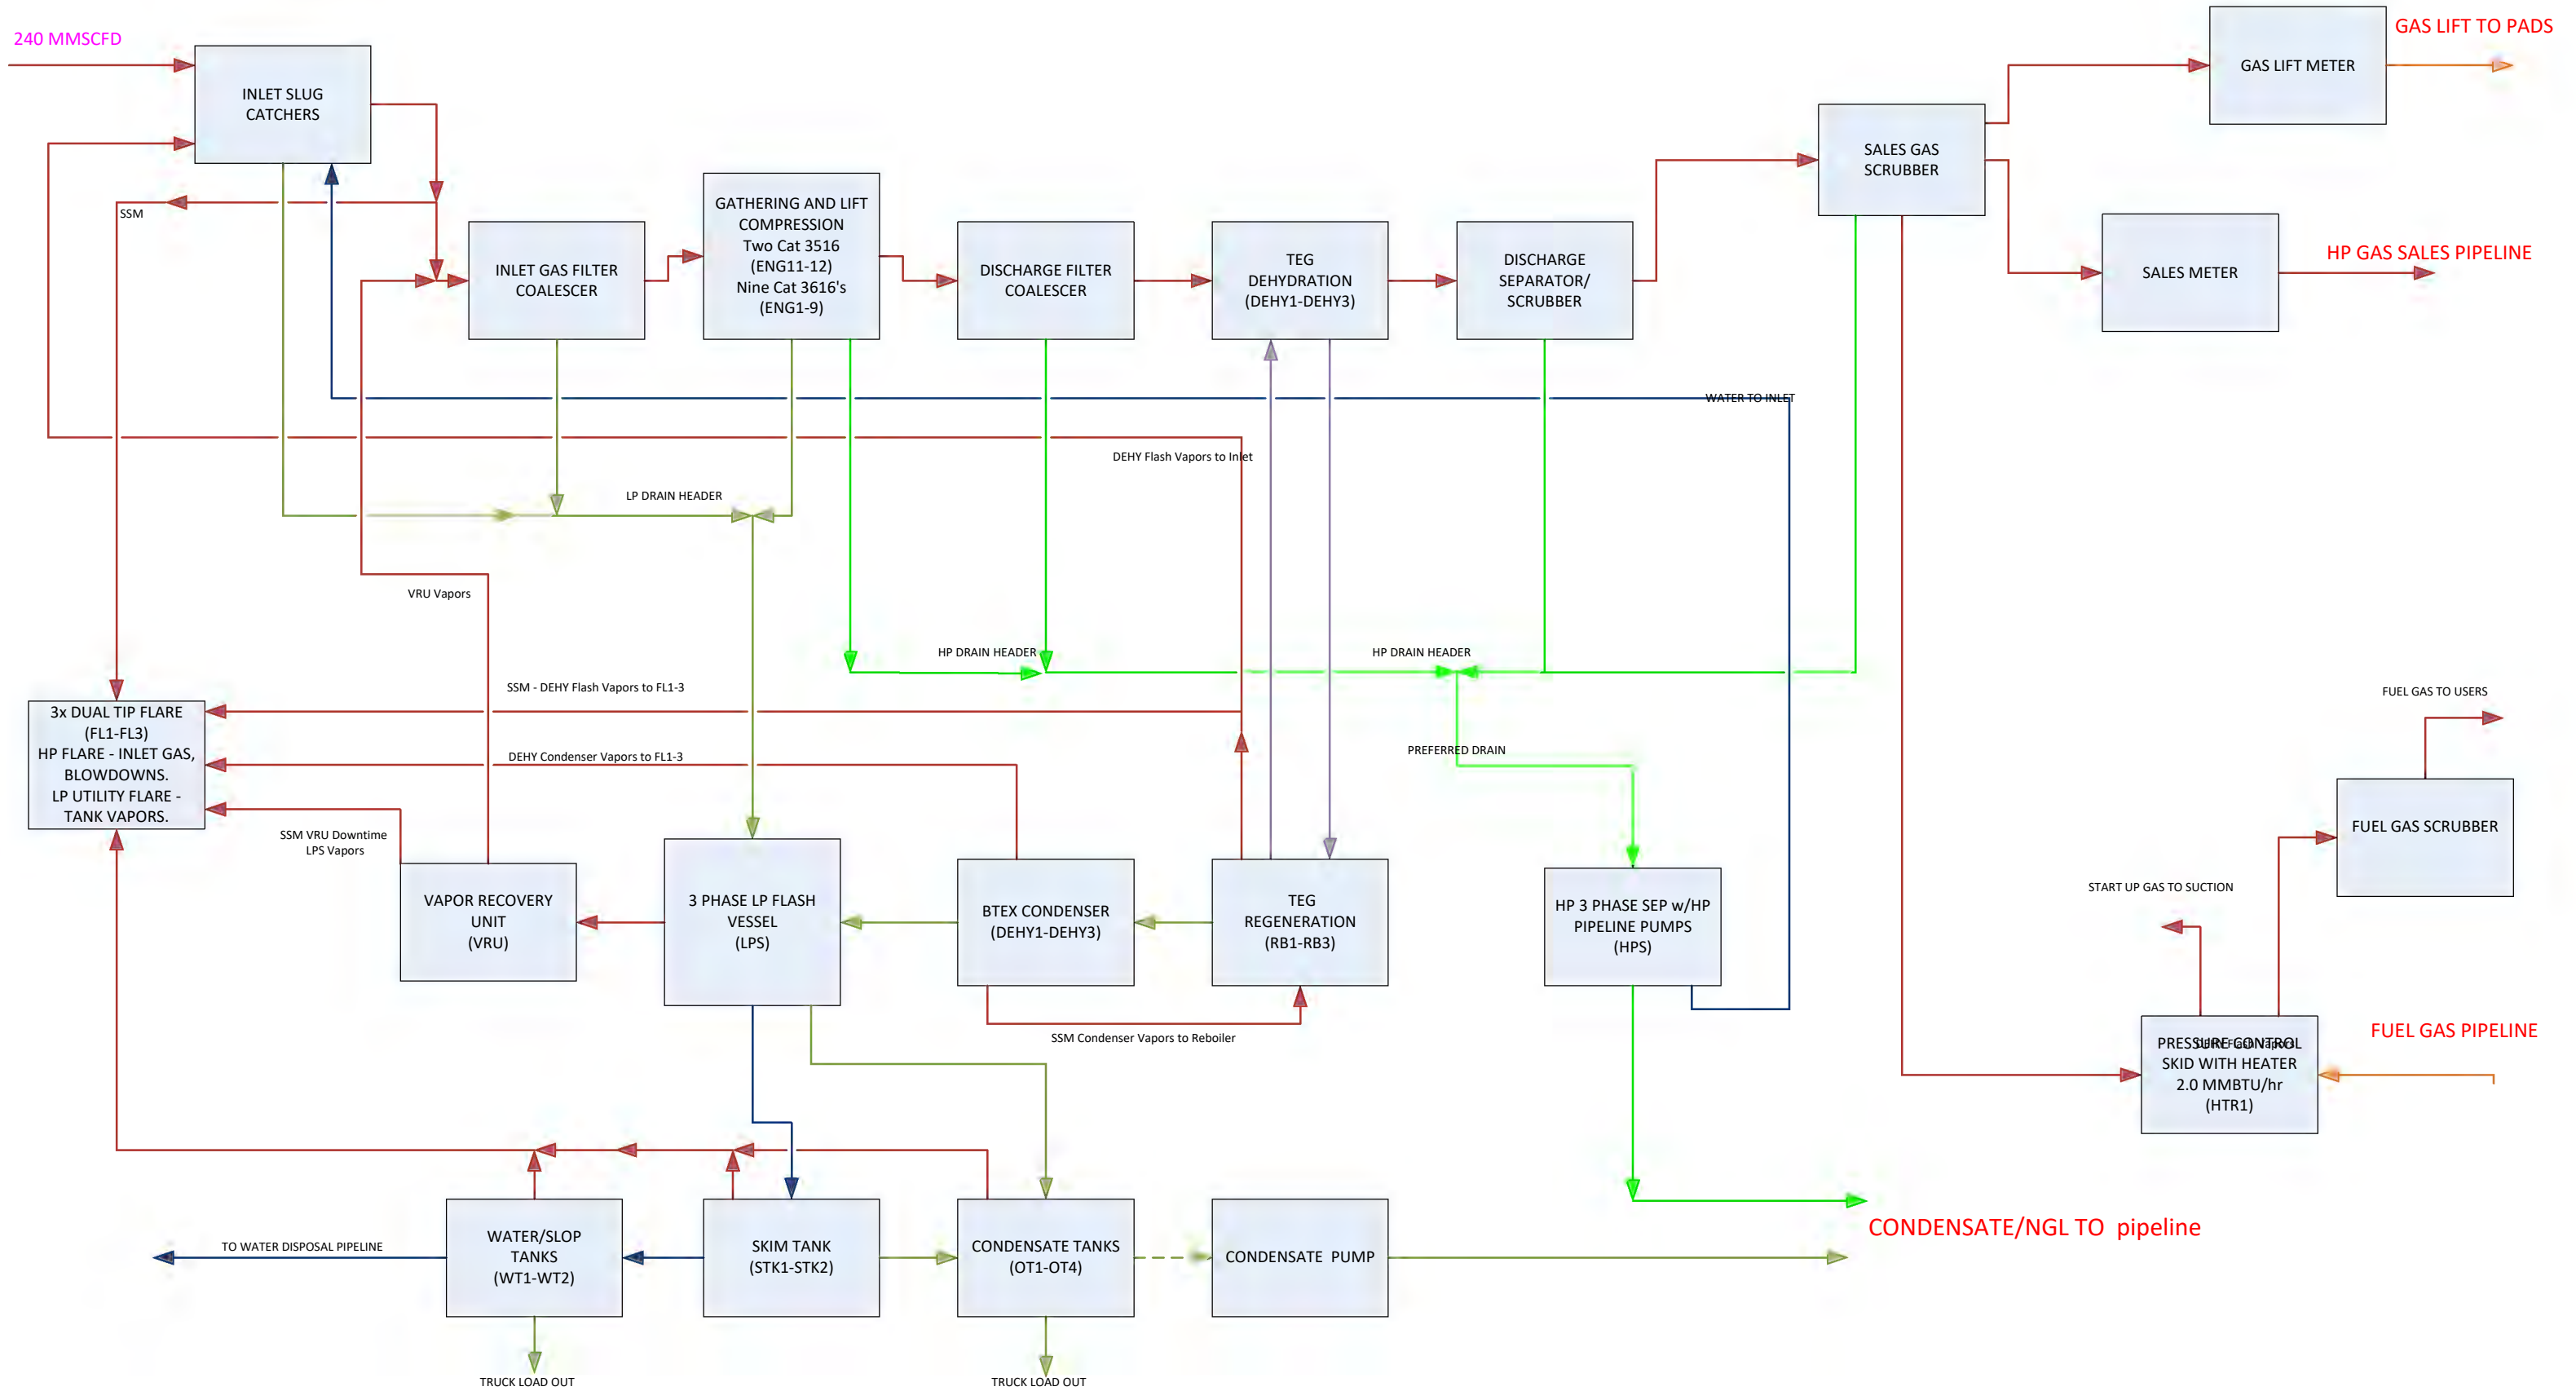 240 MMSCFD
GAS LIFT TO PADS
INLET SLUG
CATCHERS
GAS LIFT METER
SALES GAS
SCRUBBER
SSM
GATHERING AND LIFT
COMPRESSION
Two Cat 3516
(ENG11-12)
Nine Cat 3616's
(ENG1-9)
INLET GAS FILTER
COALESCER
DISCHARGE FILTER
COALESCER
TEG
DEHYDRATION
(DEHY1-DEHY3)
DISCHARGE
SEPARATOR/
SCRUBBER
SALES METER
HP GAS SALES PIPELINE
WATER TO INLET
DEHY Flash Vapors to Inlet
LP DRAIN HEADER
VRU Vapors
HP DRAIN HEADER
HP DRAIN HEADER
SSM - DEHY Flash Vapors to FL1-3
FUEL GAS TO USERS
3x DUAL TIP FLARE
(FL1-FL3)
HP FLARE - INLET GAS,
BLOWDOWNS.
LP UTILITY FLARE -
TANK VAPORS.
DEHY Condenser Vapors to FL1-3
PREFERRED DRAIN
SSM VRU Downtime
LPS Vapors
FUEL GAS SCRUBBER
VAPOR RECOVERY
UNIT
(VRU)
3 PHASE LP FLASH
VESSEL
(LPS)
BTEX CONDENSER
(DEHY1-DEHY3)
TEG
REGENERATION
(RB1-RB3)
HP 3 PHASE SEP w/HP
PIPELINE PUMPS
(HPS)
START UP GAS TO SUCTION
SSM Condenser Vapors to Reboiler
FUEL GAS PIPELINE
PRESSURE CONTROL
DEHY Flash Vapors
SKID WITH HEATER
2.0 MMBTU/hr
(HTR1)
CONDENSATE/NGL TO pipeline
TO WATER DISPOSAL PIPELINE
WATER/SLOP
TANKS
(WT1-WT2)
SKIM TANK
(STK1-STK2)
CONDENSATE TANKS
(OT1-OT4)
CONDENSATE PUMP
TRUCK LOAD OUT
TRUCK LOAD OUT